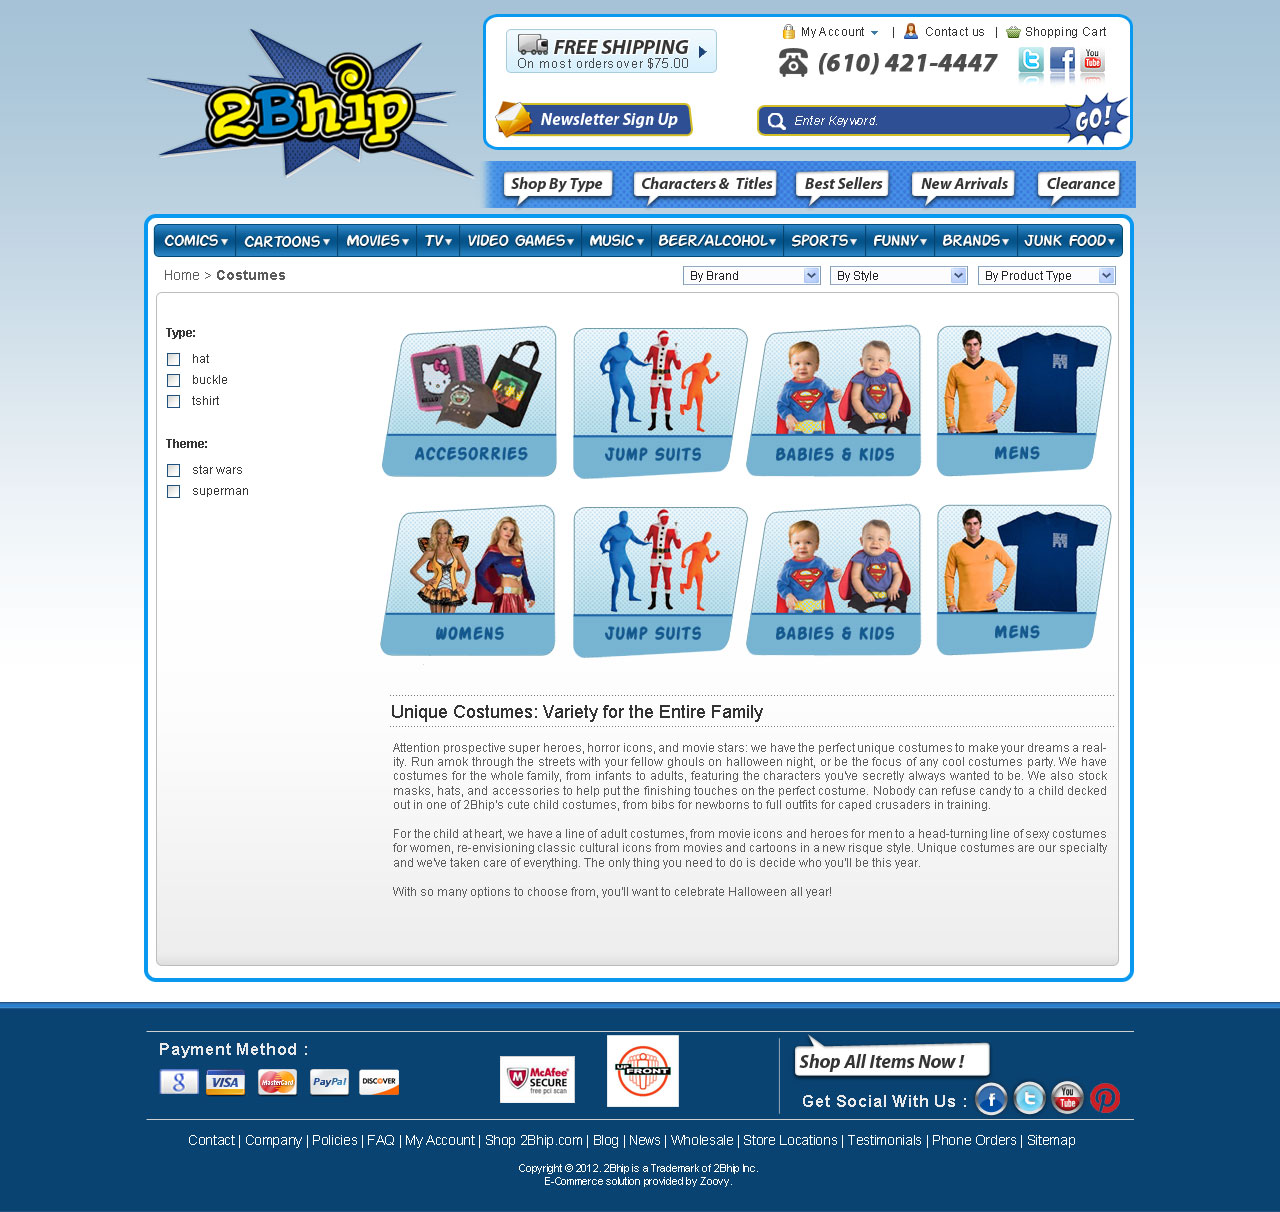 2Bhip
FREE SHIPPING
On most orders over $75.00
My Account | Contact us | Shopping Cart
(610) 421-4447
You
Tube
Newsletter Sign Up
Enter Keyword.
GO!
Shop By Type
Characters & Titles
Best Sellers
New Arrivals
Clearance
COMICS
CARTOONS
MOVIES
TV
VIDEO GAMES
MUSIC
BEER/ALCOHOL
SPORTS
FUNNY
BRANDS
JUNK FOOD
Home > Costumes
By Brand
By Style
By Product Type
Type:
hat
buckle
tshirt
Theme:
star wars
superman
ACCESORRIES
JUMP SUITS
BABIES & KIDS
MENS
WOMENS
JUMP SUITS
BABIES & KIDS
MENS
Unique Costumes: Variety for the Entire Family
Attention prospective super heroes, horror icons, and movie stars: we have the perfect unique costumes to make your dreams a real-
ity. Run amok through the streets with your fellow ghouls on halloween night, or be the focus of any cool costumes party. We have
costumes for the whole family, from infants to adults, featuring the characters you've secretly always wanted to be. We also stock
masks, hats, and accessories to help put the finishing touches on the perfect costume. Nobody can refuse candy to a child decked
out in one of 2Bhip's cute child costumes, from bibs for newborns to full outfits for caped crusaders in training.
For the child at heart, we have a line of adult costumes, from movie icons and heroes for men to a head-turning line of sexy costumes
for women, re-envisioning classic cultural icons from movies and cartoons in a new risque style. Unique costumes are our specialty
and we've taken care of everything. The only thing you need to do is decide who you'll be this year.
With so many options to choose from, you'll want to celebrate Halloween all year!
Payment Method :
g
VISA
MasterCard
PayPal
DISCOVER
McAfee
SECURE
free pci scan
UP FRONT
Shop All Items Now !
Get Social With Us :
You
Tube
Contact | Company | Policies | FAQ | My Account | Shop 2Bhip.com | Blog | News | Wholesale | Store Locations | Testimonials | Phone Orders | Sitemap
Copyright © 2012. 2Bhip is a Trademark of 2Bhip Inc.
E-Commerce solution provided by Zoovy.